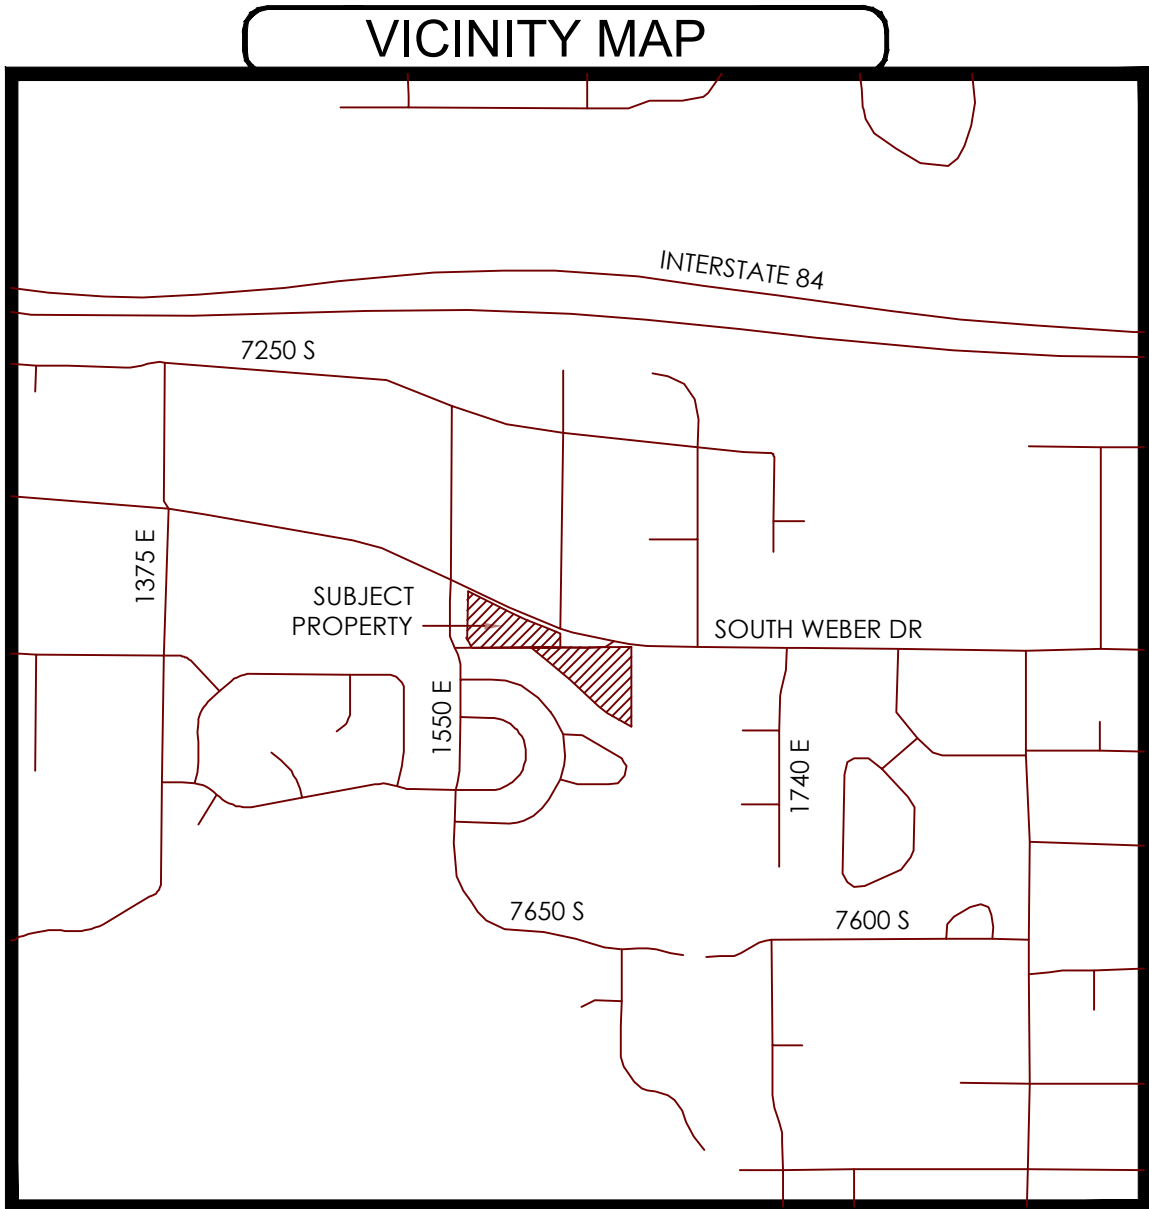 VICINITY MAP
INTERSTATE 84
7250 S
1375 E
SUBJECT
PROPERTY
SOUTH WEBER DR
1550 E
1740 E
7650 S
7600 S